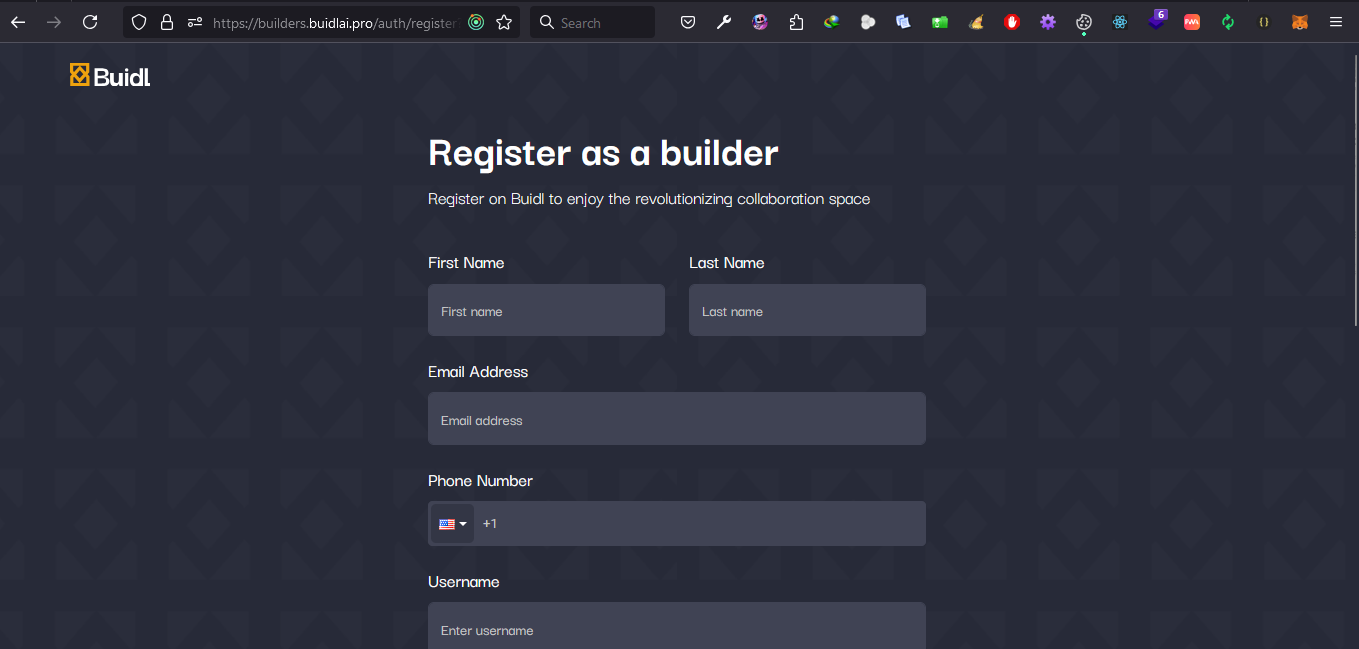 https://builders.buidlai.pro/auth/register
Search
6
Buidl
Register as a builder
Register on Buidl to enjoy the revolutionizing collaboration space
First Name
Last Name
First name
Last name
Email Address
Email address
Phone Number
+1
Username
Enter username